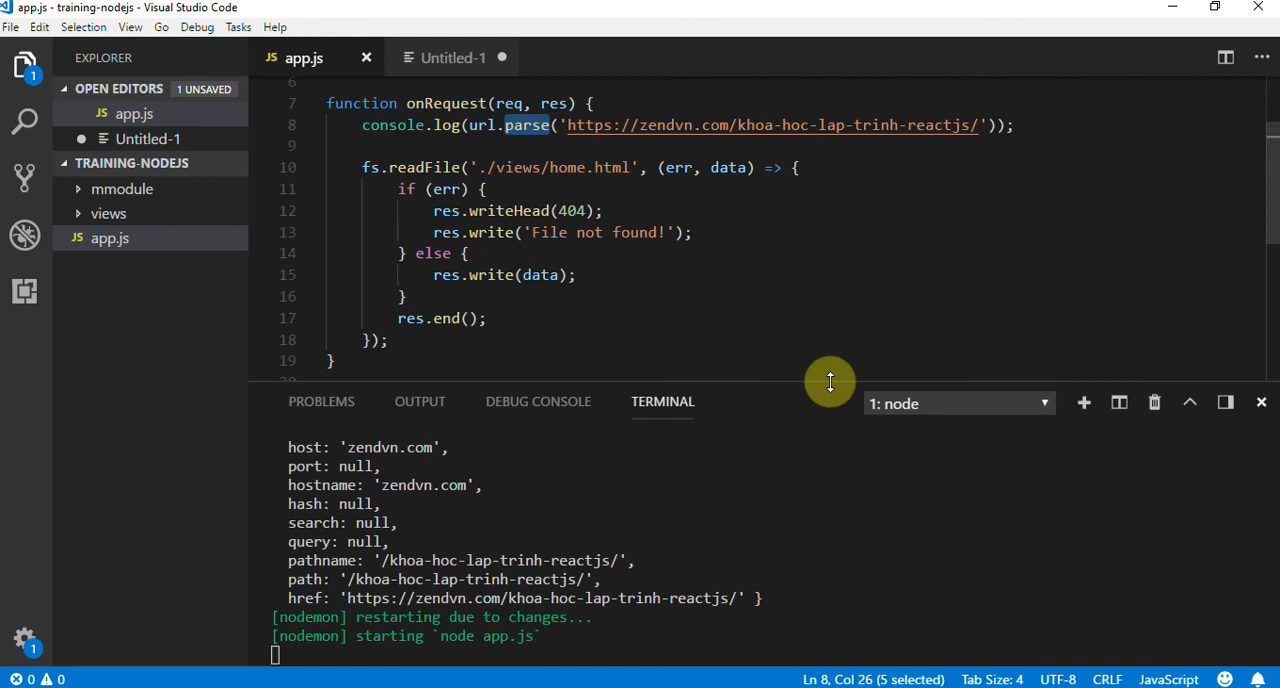 app.js - training-nodejs - Visual Studio Code
File Edit Selection View Go Debug Tasks Help
EXPLORER
OPEN EDITORS 1 UNSAVED
JS app.js
Untitled-1
TRAINING-NODEJS
mmodule
views
JS app.js
1
1
JS app.js Untitled-1
6
7 function onRequest(req, res) {
8 console.log(url.parse('https://zendvn.com/khoa-hoc-lap-trinh-reactjs/'));
9
10 fs.readFile('./views/home.html', (err, data) => {
11 if (err) {
12 res.writeHead(404);
13 res.write('File not found!');
14 } else {
15 res.write(data);
16 }
17 res.end();
18 });
19 }
20
PROBLEMS OUTPUT DEBUG CONSOLE TERMINAL 1: node
host: 'zendvn.com',
port: null,
hostname: 'zendvn.com',
hash: null,
search: null,
query: null,
pathname: '/khoa-hoc-lap-trinh-reactjs/',
path: '/khoa-hoc-lap-trinh-reactjs/',
href: 'https://zendvn.com/khoa-hoc-lap-trinh-reactjs/' }
[nodemon] restarting due to changes...
[nodemon] starting `node app.js`
0 0 Ln 8, Col 26 (5 selected) Tab Size: 4 UTF-8 CRLF JavaScript